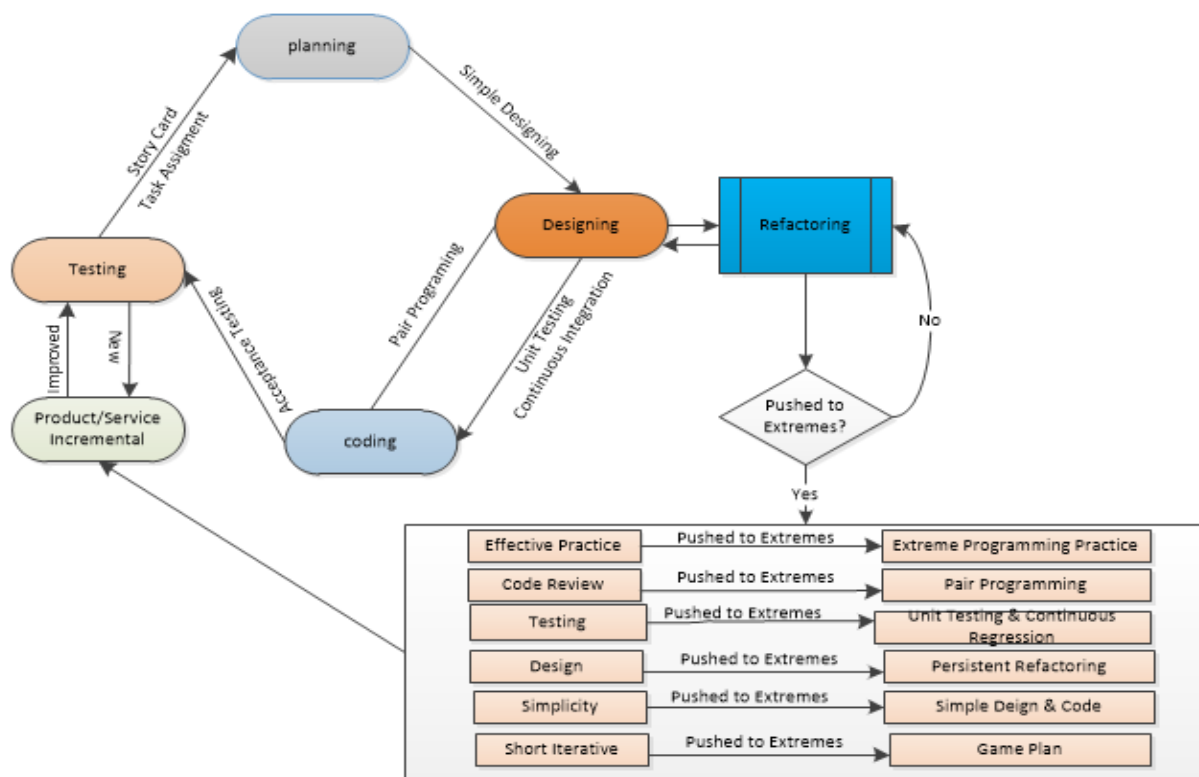 planning
Simple Designing
Story Card
Task Assigment
Designing
Refactoring
Testing
Pair Programing
Unit Testing
Continuous Integration
Acceptance Testing
No
Improved
New
Product/Service
Incremental
coding
Pushed to
Extremes?
Yes
Effective Practice
Pushed to Extremes
Extreme Programming Practice
Code Review
Pushed to Extremes
Pair Programming
Testing
Pushed to Extremes
Unit Testing & Continuous
Regression
Design
Pushed to Extremes
Persistent Refactoring
Simplicity
Pushed to Extremes
Simple Deign & Code
Short Iterative
Pushed to Extremes
Game Plan